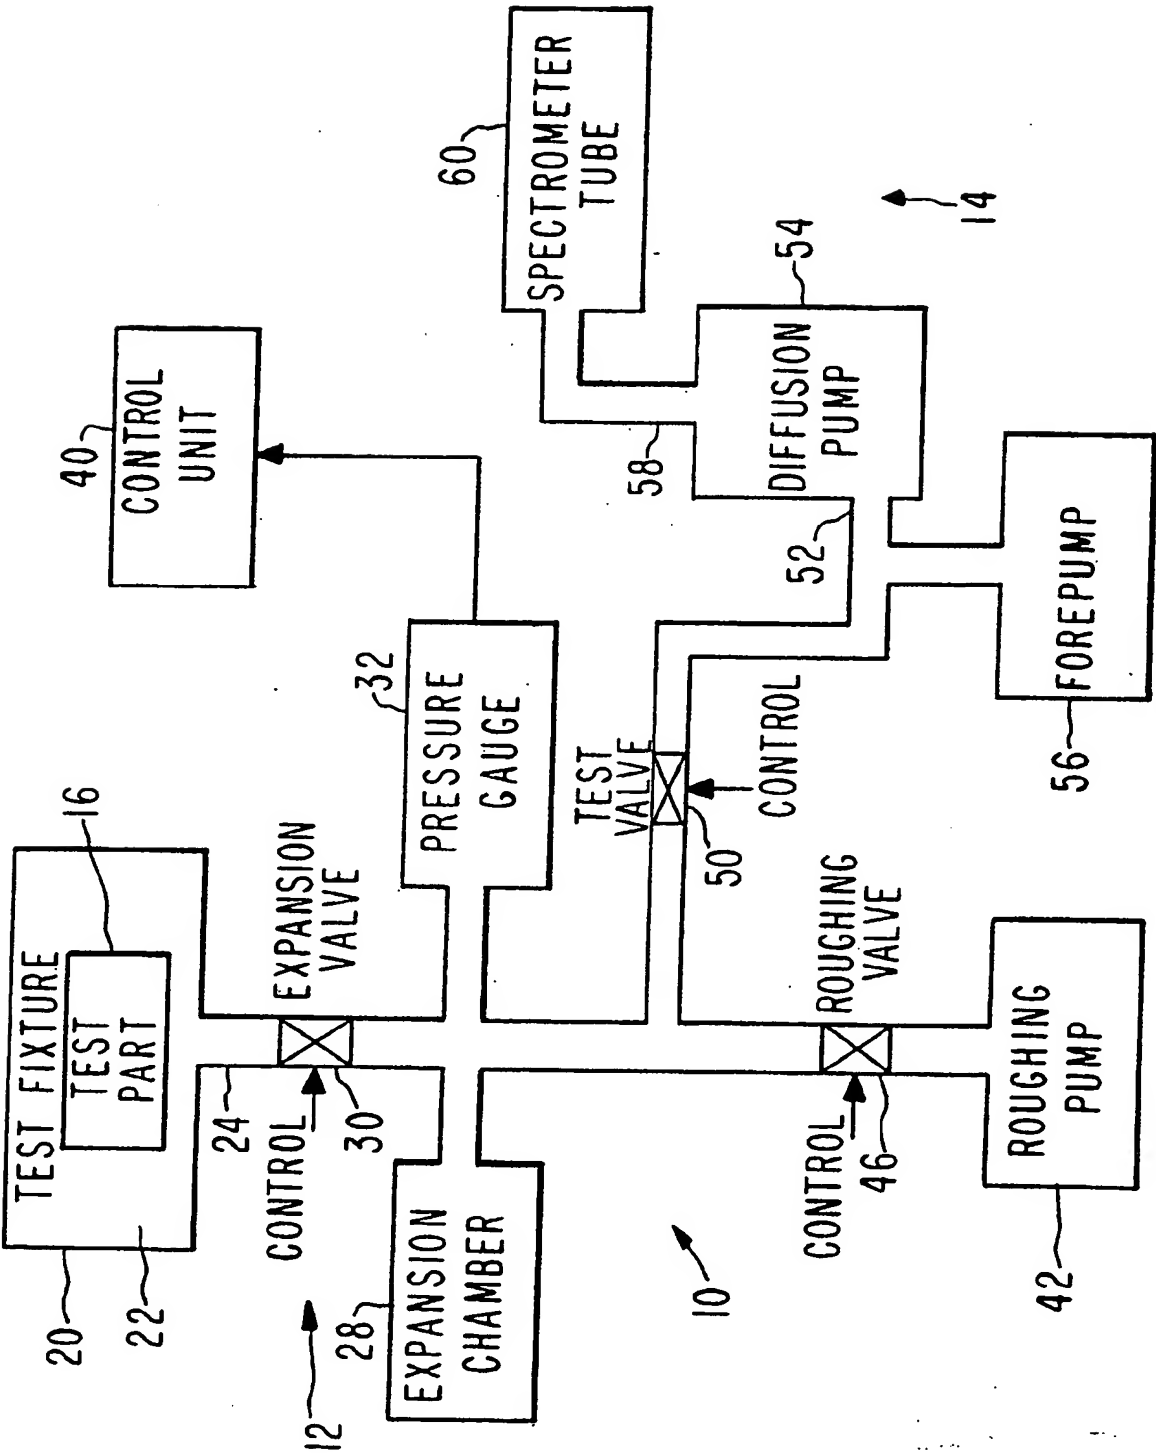 TEST FIXTURE
TEST
PART
16
20
22
24
EXPANSION
VALVE
CONTROL
30
12
28
EXPANSION
CHAMBER
PRESSURE
GAUGE
32
40
CONTROL
UNIT
10
TEST
VALVE
50
CONTROL
ROUGHING
VALVE
CONTROL
46
ROUGHING
PUMP
42
52
FOREPUMP
56
DIFFUSION
PUMP
54
58
60
SPECTROMETER
TUBE
14